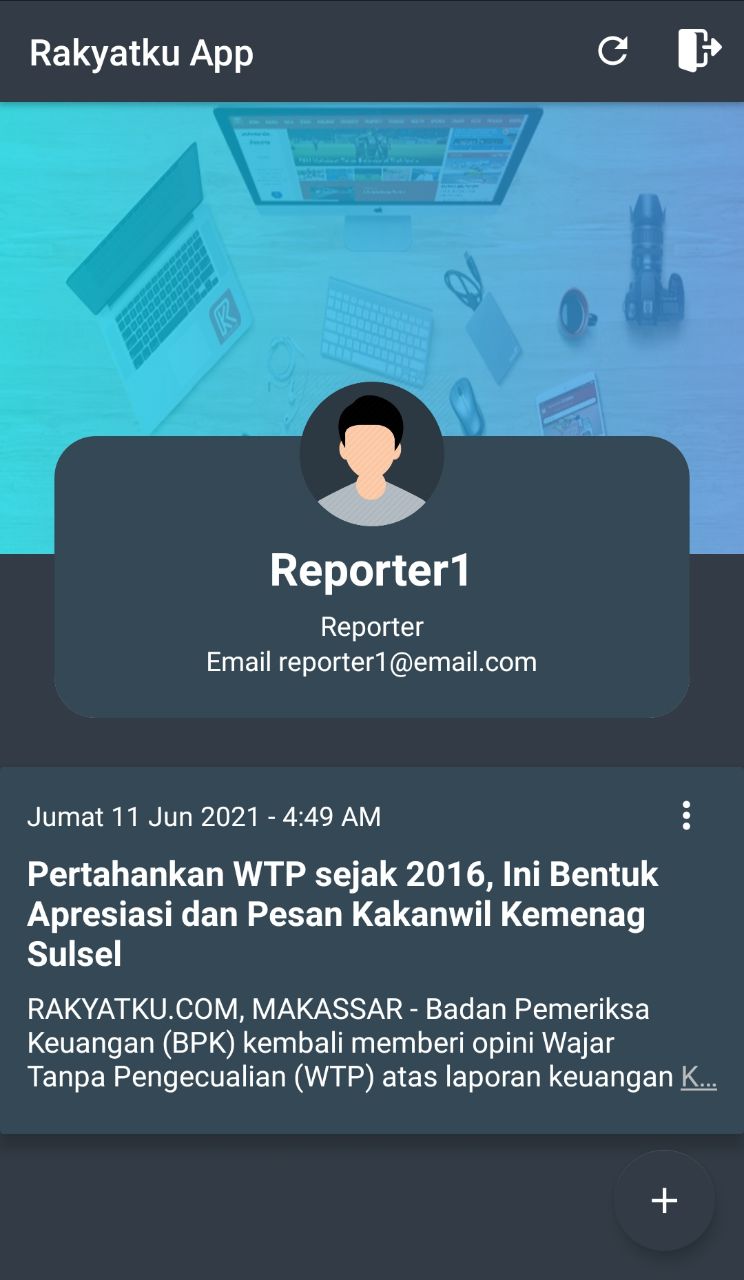 Rakyatku App
Reporter1
Reporter
Email reporter1@email.com
Jumat 11 Jun 2021 - 4:49 AM
Pertahankan WTP sejak 2016, Ini Bentuk
Apresiasi dan Pesan Kakanwil Kemenag
Sulsel
RAKYATKU.COM, MAKASSAR - Badan Pemeriksa
Keuangan (BPK) kembali memberi opini Wajar
Tanpa Pengecualian (WTP) atas laporan keuangan K...